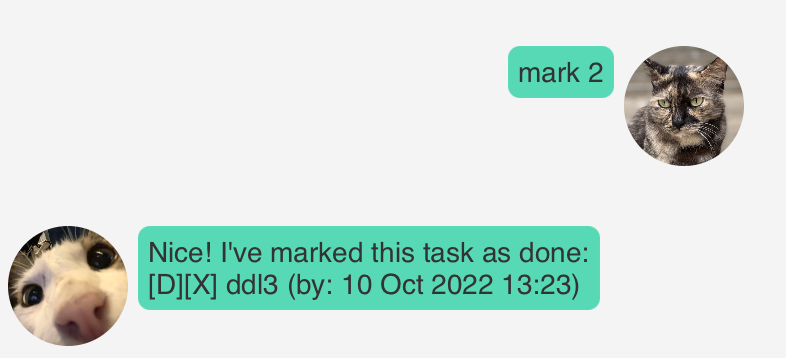 mark 2
Nice! I've marked this task as done:
[D][X] ddl3 (by: 10 Oct 2022 13:23)